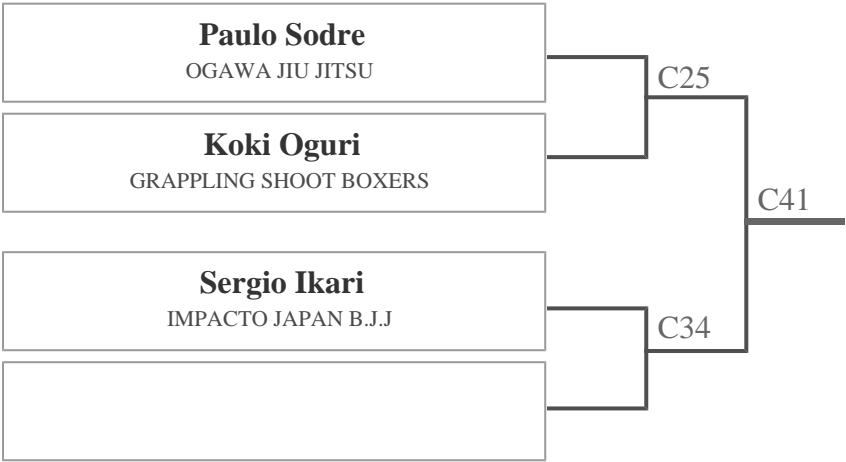 Paulo Sodre
OGAWA JIU JITSU
C25
Koki Oguri
GRAPPLING SHOOT BOXERS
C41
Sergio Ikari
IMPACTO JAPAN B.J.J
C34